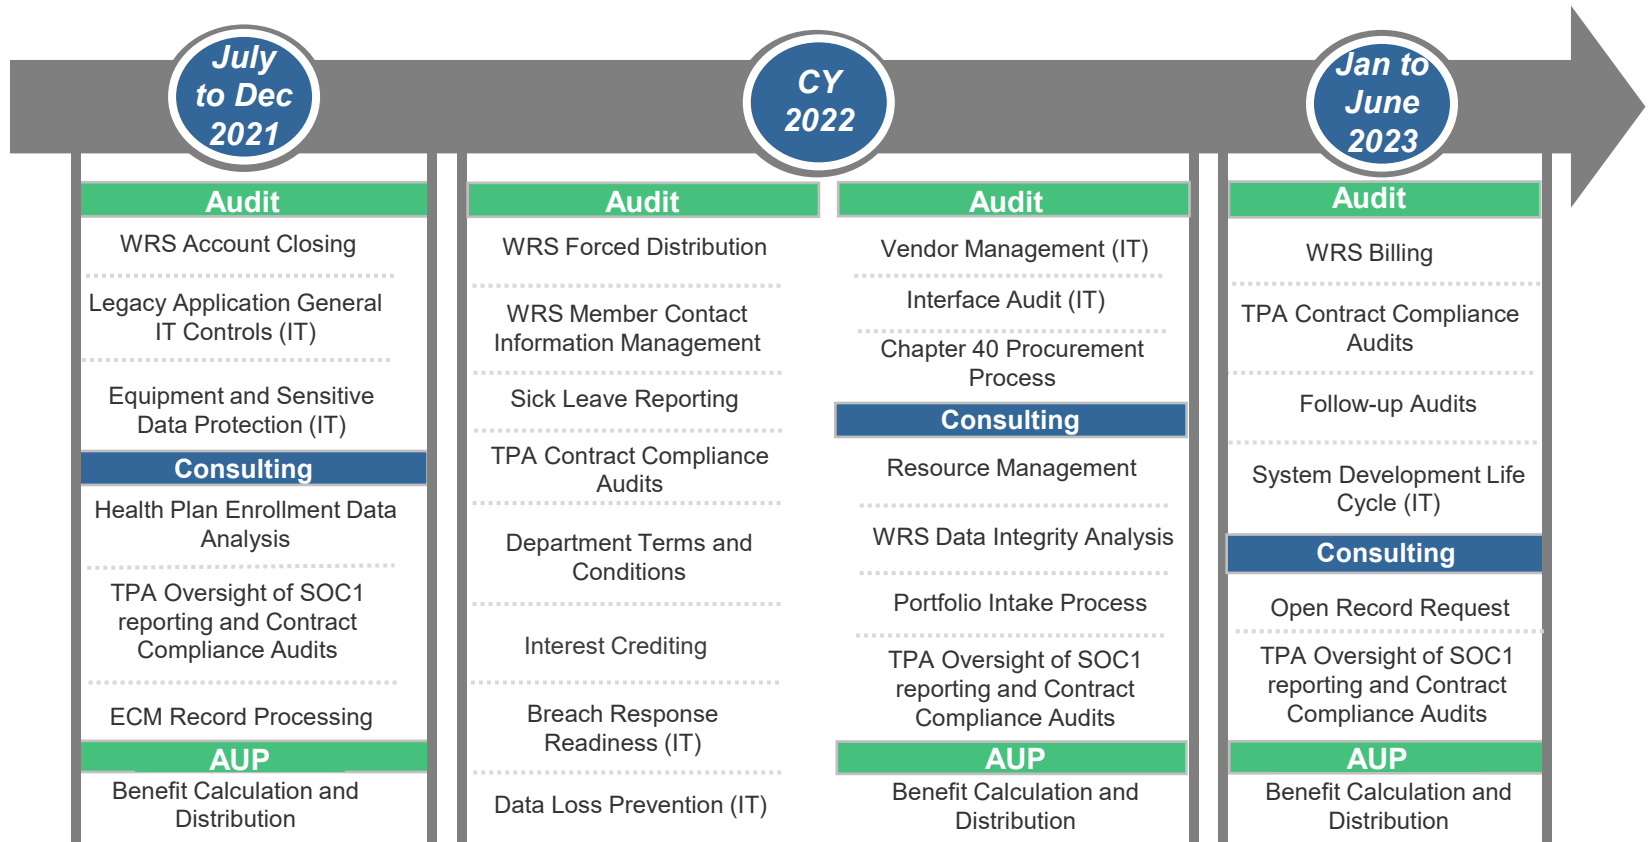 July
to Dec
2021
CY
2022
Jan to
June
2023
Audit
WRS Account Closing
Legacy Application General
IT Controls (IT)
Equipment and Sensitive
Data Protection (IT)
Consulting
Health Plan Enrollment Data
Analysis
TPA Oversight of SOC1
reporting and Contract
Compliance Audits
ECM Record Processing
AUP
Benefit Calculation and
Distribution
Audit
WRS Forced Distribution
WRS Member Contact
Information Management
Sick Leave Reporting
TPA Contract Compliance
Audits
Department Terms and
Conditions
Interest Crediting
Breach Response
Readiness (IT)
Data Loss Prevention (IT)
Audit
Vendor Management (IT)
Interface Audit (IT)
Chapter 40 Procurement
Process
Consulting
Resource Management
WRS Data Integrity Analysis
Portfolio Intake Process
TPA Oversight of SOC1
reporting and Contract
Compliance Audits
AUP
Benefit Calculation and
Distribution
Audit
WRS Billing
TPA Contract Compliance
Audits
Follow-up Audits
System Development Life
Cycle (IT)
Consulting
Open Record Request
TPA Oversight of SOC1
reporting and Contract
Compliance Audits
AUP
Benefit Calculation and
Distribution